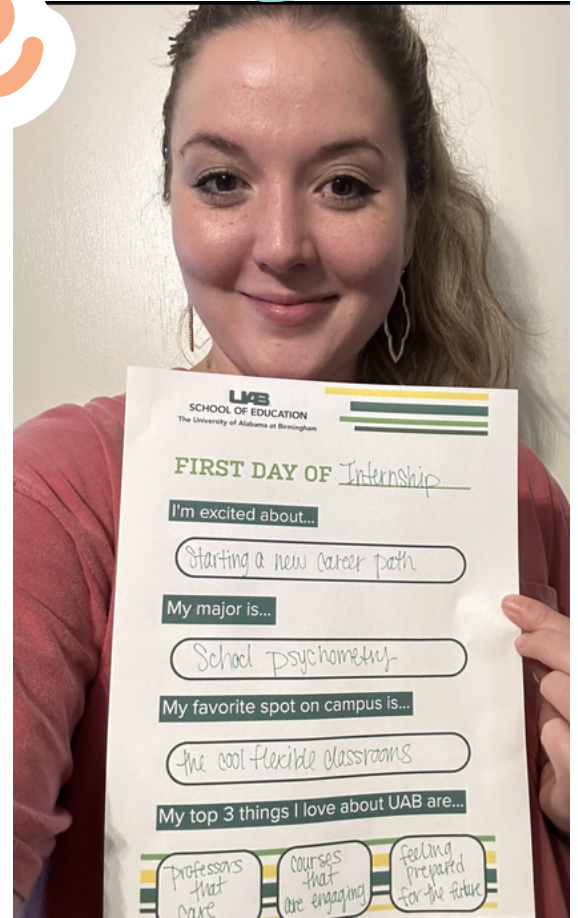 UAB
SCHOOL OF EDUCATION
The University of Alabama at Birmingham
FIRST DAY OF Internship
I'm excited about...
Starting a new career path
My major is...
School psychometry
My favorite spot on campus is...
the cool flexible classrooms
My top 3 things I love about UAB are...
professors
that
care
courses
that
are engaging
feeling
prepared
for the future